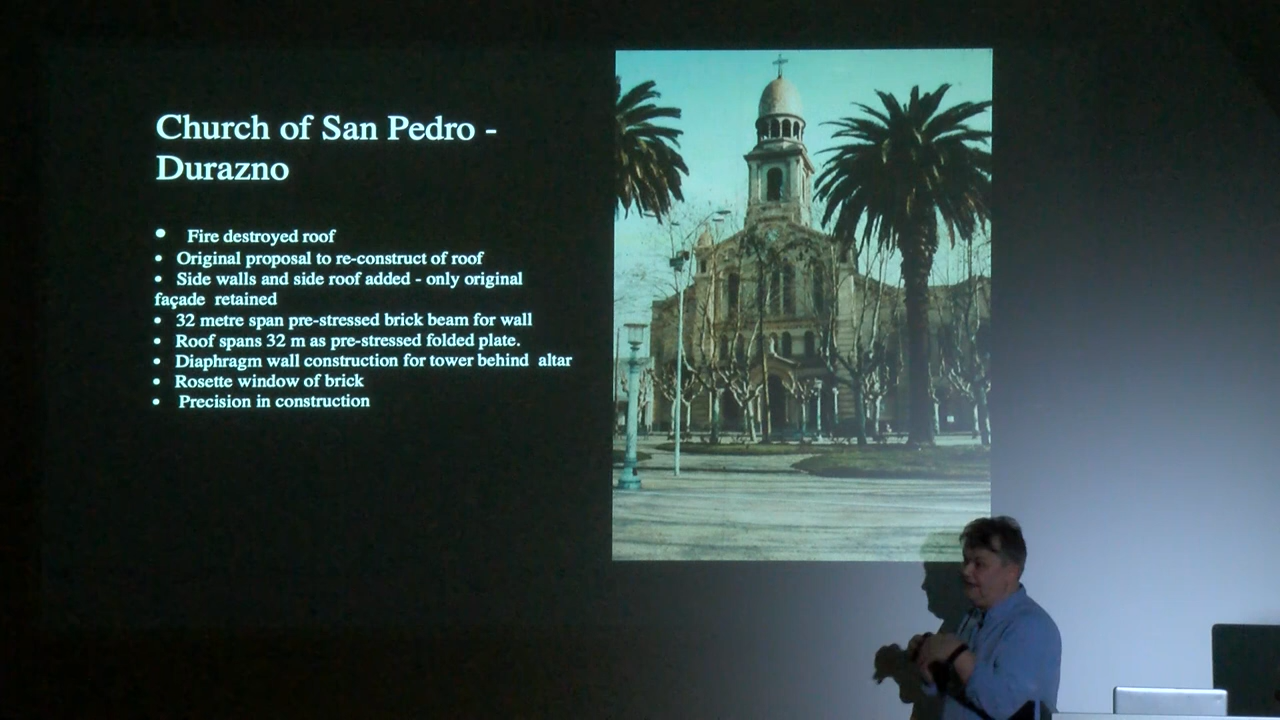 Church of San Pedro -
Durazno
• Fire destroyed roof
• Original proposal to re-construct of roof
• Side walls and side roof added - only original
façade retained
• 32 metre span pre-stressed brick beam for wall
• Roof spans 32 m as pre-stressed folded plate.
• Diaphragm wall construction for tower behind altar
• Rosette window of brick
• Precision in construction